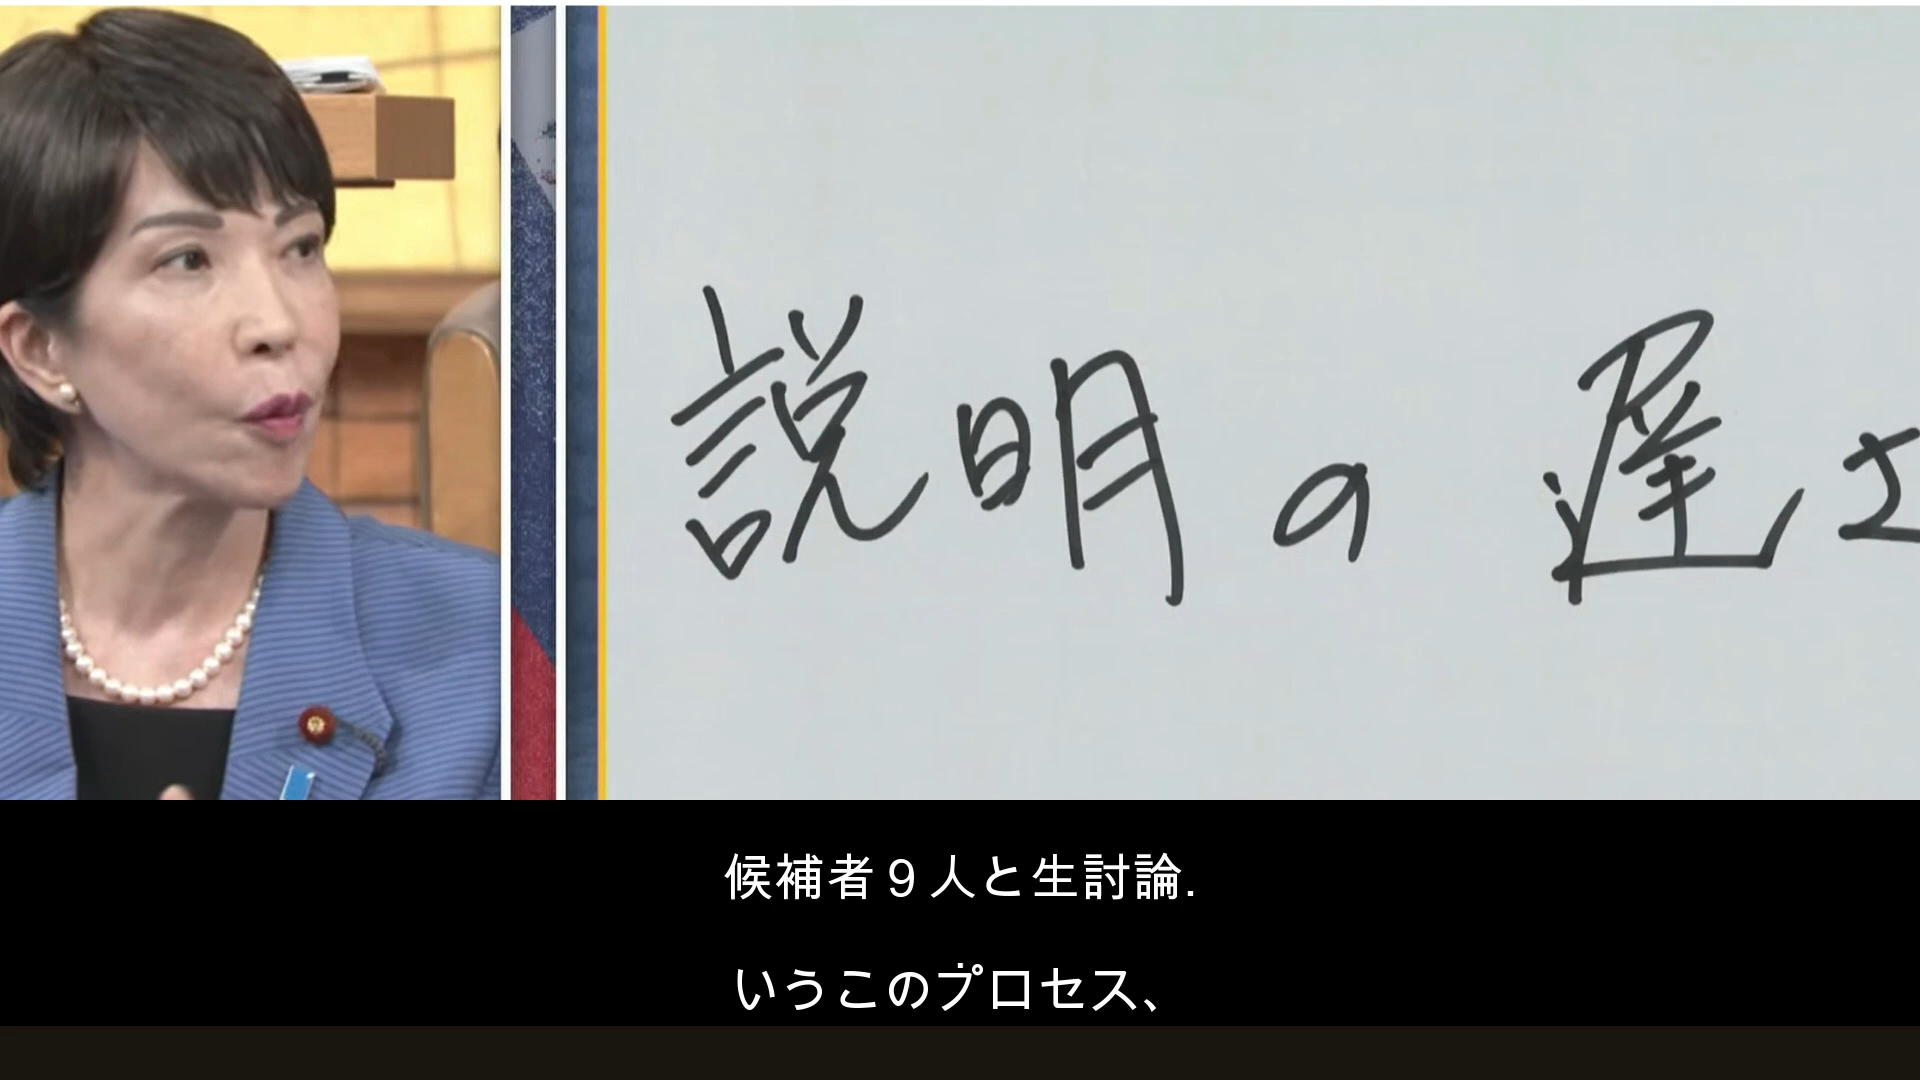 説明の遅さ
候補者９人と生討論.
いうこのプロセス、